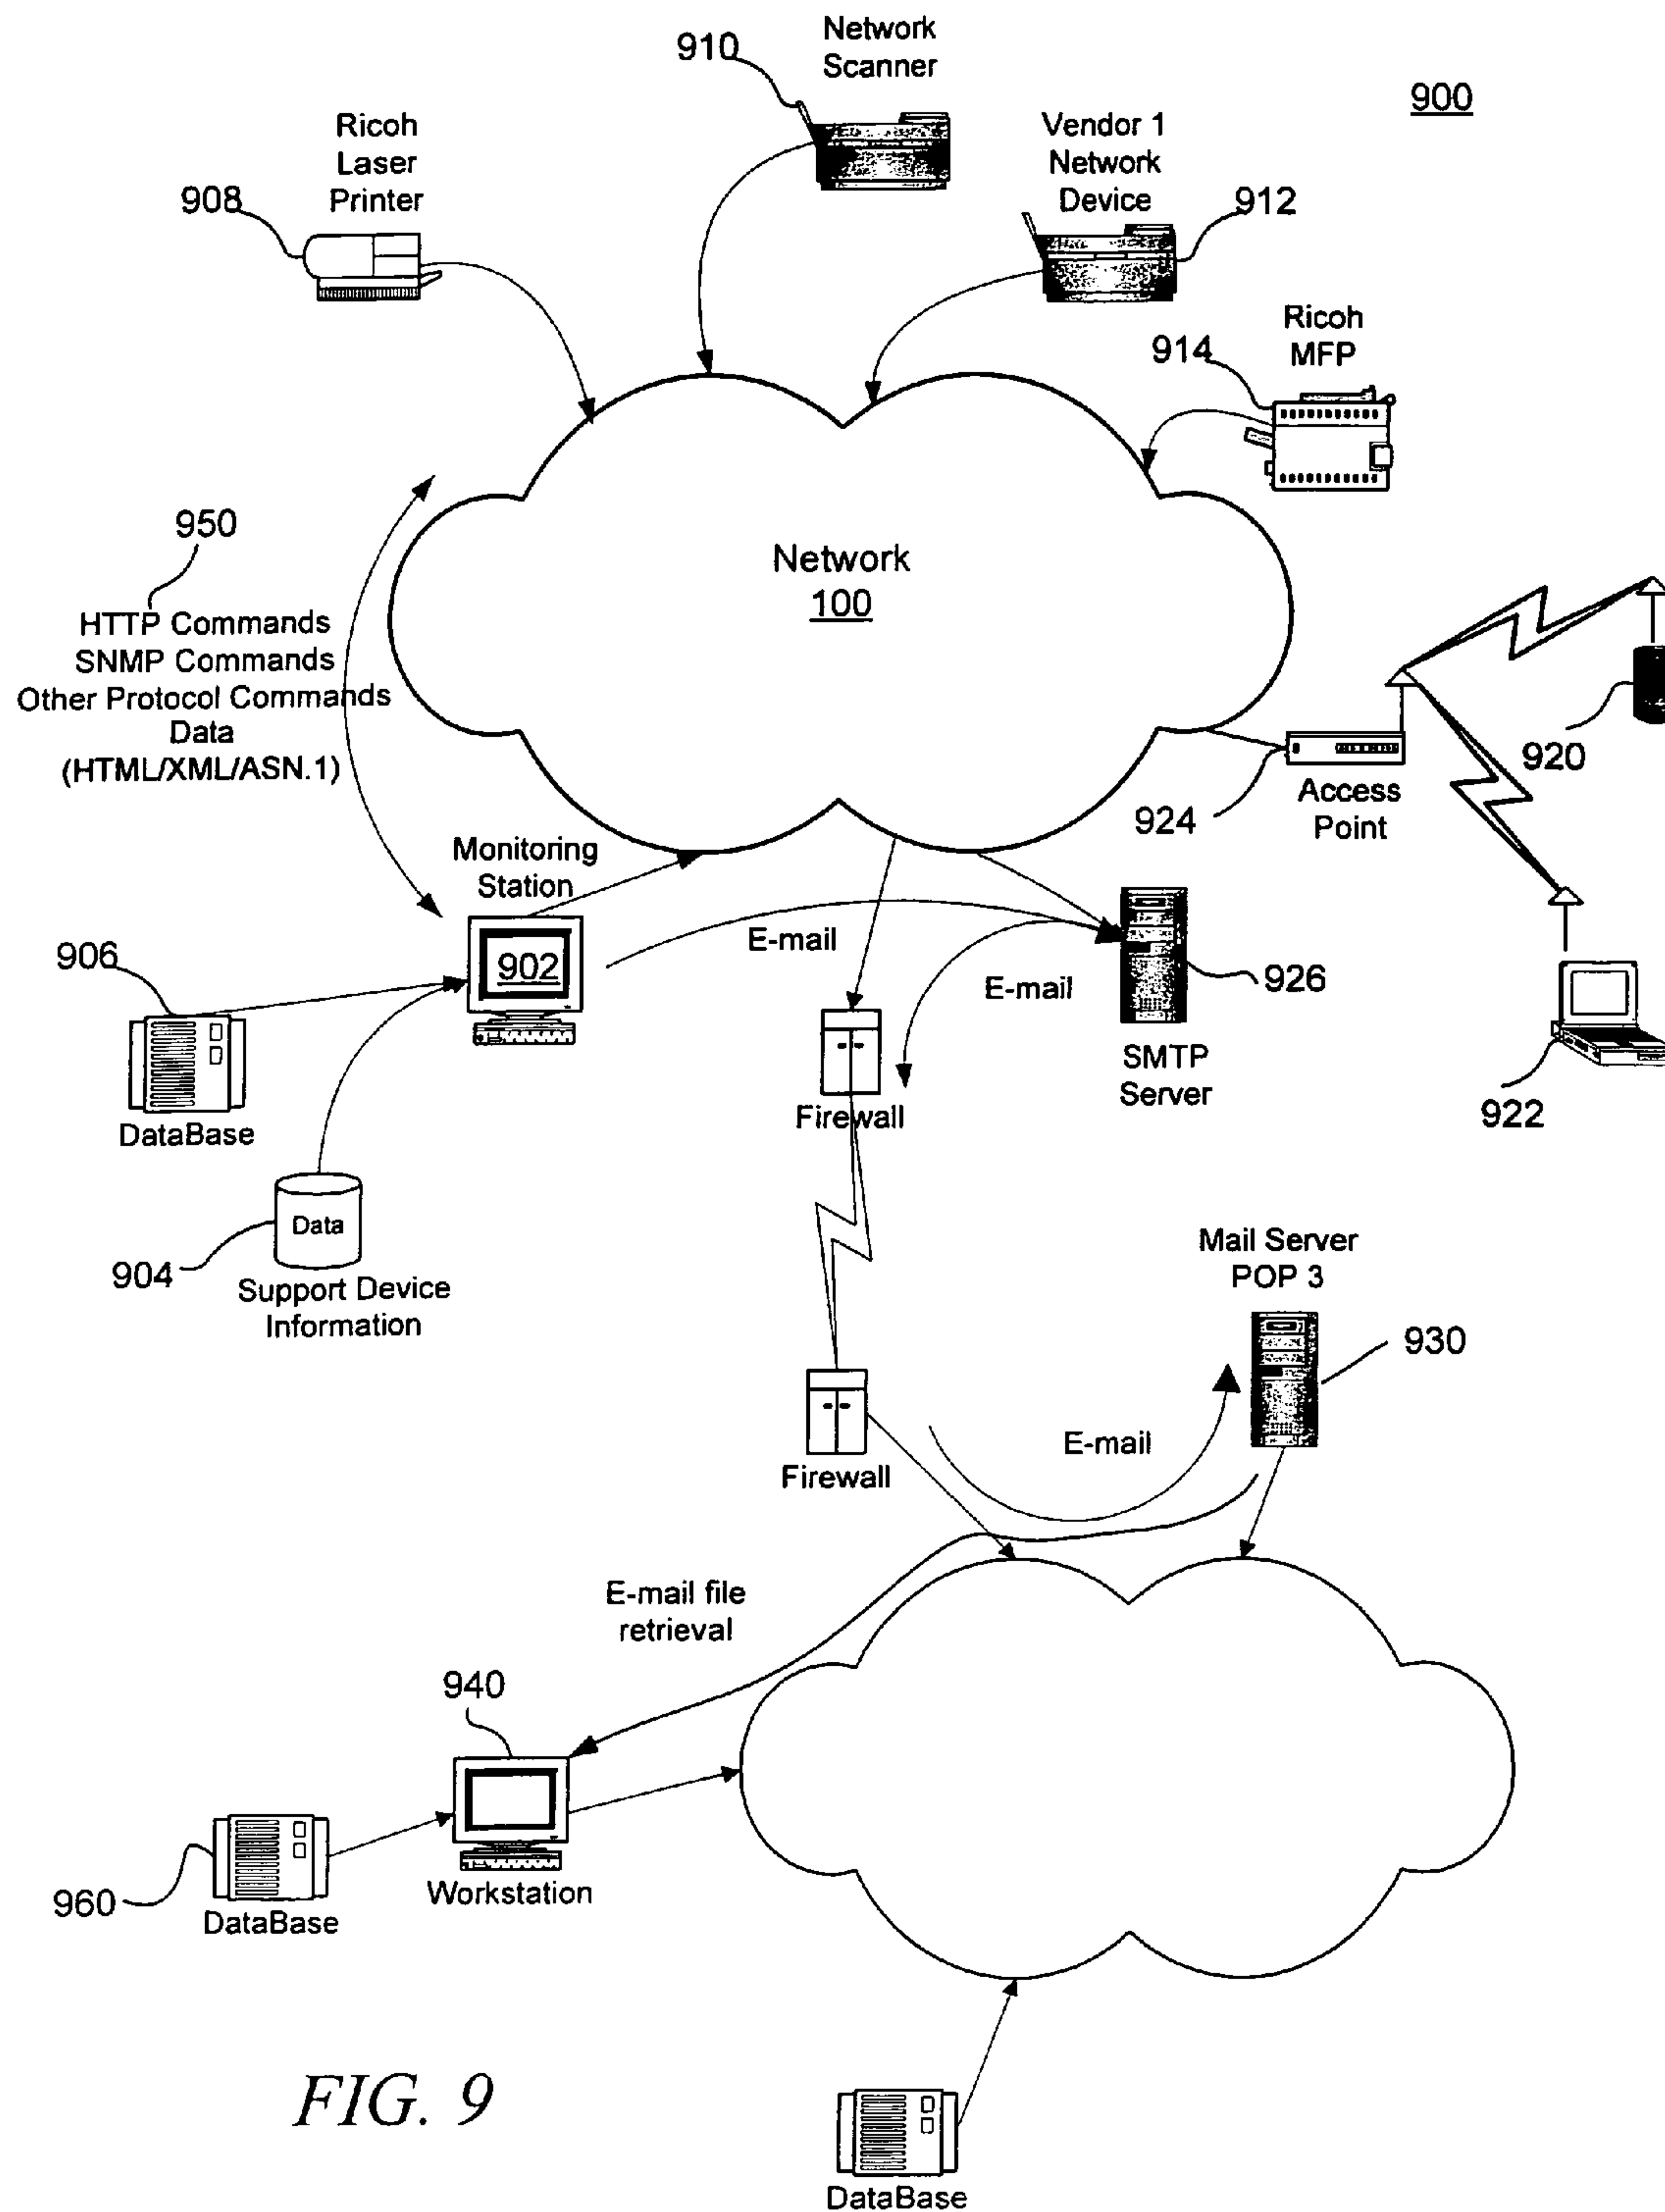 Network
Scanner
910
900
Ricoh
Laser
Printer
908
Vendor 1
Network
Device
912
Ricoh
MFP
914
950
HTTP Commands
SNMP Commands
Other Protocol Commands
Data
(HTML/XML/ASN.1)
Network
100
920
924
Access
Point
Monitoring
Station
902
906
DataBase
E-mail
E-mail
926
SMTP
Server
922
Firewall
Data
904
Support Device
Information
Mail Server
POP 3
930
Firewall
E-mail
E-mail file
retrieval
940
Workstation
960
DataBase
FIG. 9
DataBase